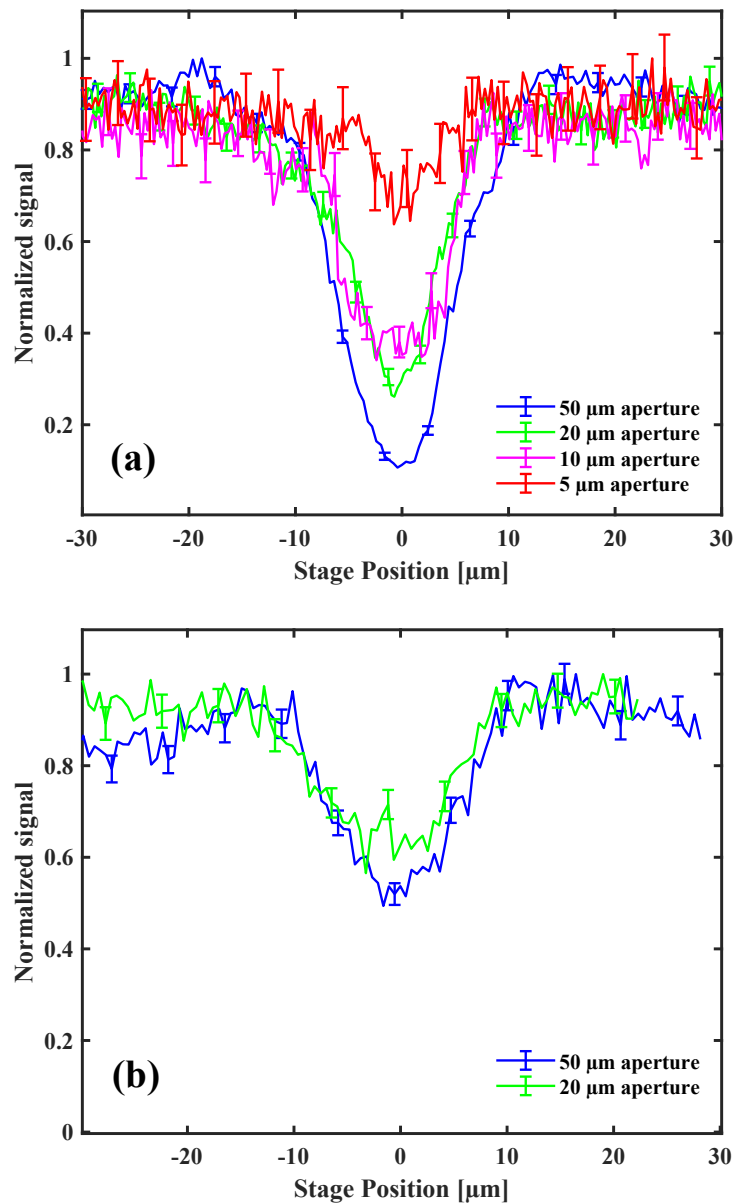 1
0.8
0.6
0.4
0.2
Normalized signal
(a)
50 μm aperture
20 μm aperture
10 μm aperture
5 μm aperture
-30 -20 -10 0 10 20 30
Stage Position [μm]
1
0.8
0.6
0.4
0.2
0
Normalized signal
(b)
50 μm aperture
20 μm aperture
-20 -10 0 10 20 30
Stage Position [μm]